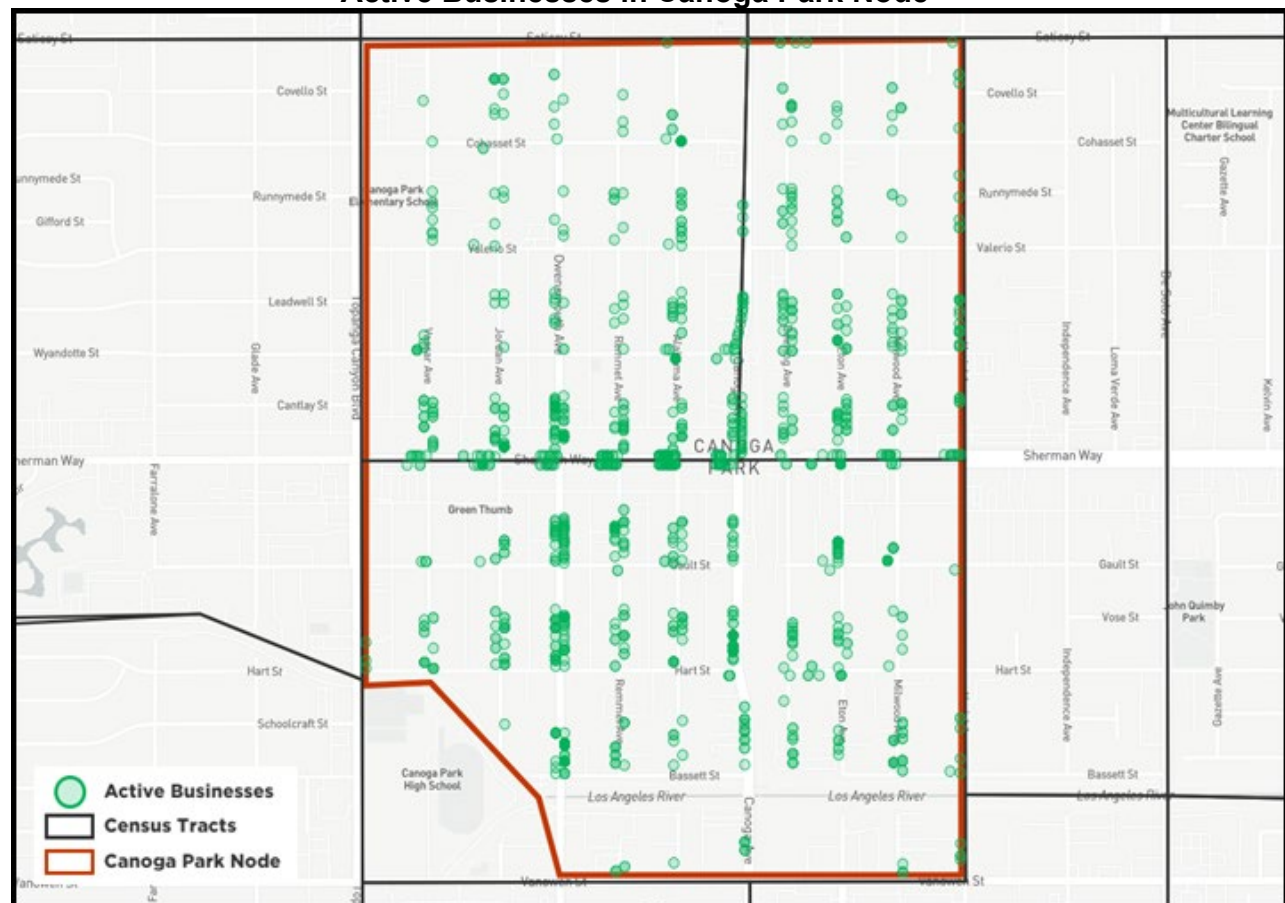 Active Businesses in Canoga Park Node
Saticoy St
Saticoy St
Saticoy St
Covello St
Covello St
Multicultural Learning
Center Bilingual
Charter School
Cohasset St
Cohasset St
Gazette Ave
Runnymede St
Canoga Park
Elementary School
Runnymede St
Gifford St
Valerio St
Valerio St
Owensmouth Ave
De Soto Ave
Leadwell St
Topanga Canyon Blvd
Wyandotte St
Glade Ave
Jordan Ave
Remmet Ave
Independence Ave
Loma Verde Ave
Kelvin Ave
Cantlay St
CANOGA
PARK
Sherman Way
Sherman Way
Sherman Way
Farralone Ave
Green Thumb
Gault St
Gault St
John Quimby
Park
Vose St
Hart St
Hart St
Hart St
Independence Ave
Gazette Ave
Remmet Ave
Eton Ave
Schoolcraft St
Canoga Park
High School
Bassett St
Bassett St
Los Angeles River
Los Angeles River
Los Angeles River
Canoga Ave
Active Businesses
Census Tracts
Canoga Park Node
Vanowen St
Vanowen St
Vanowen St